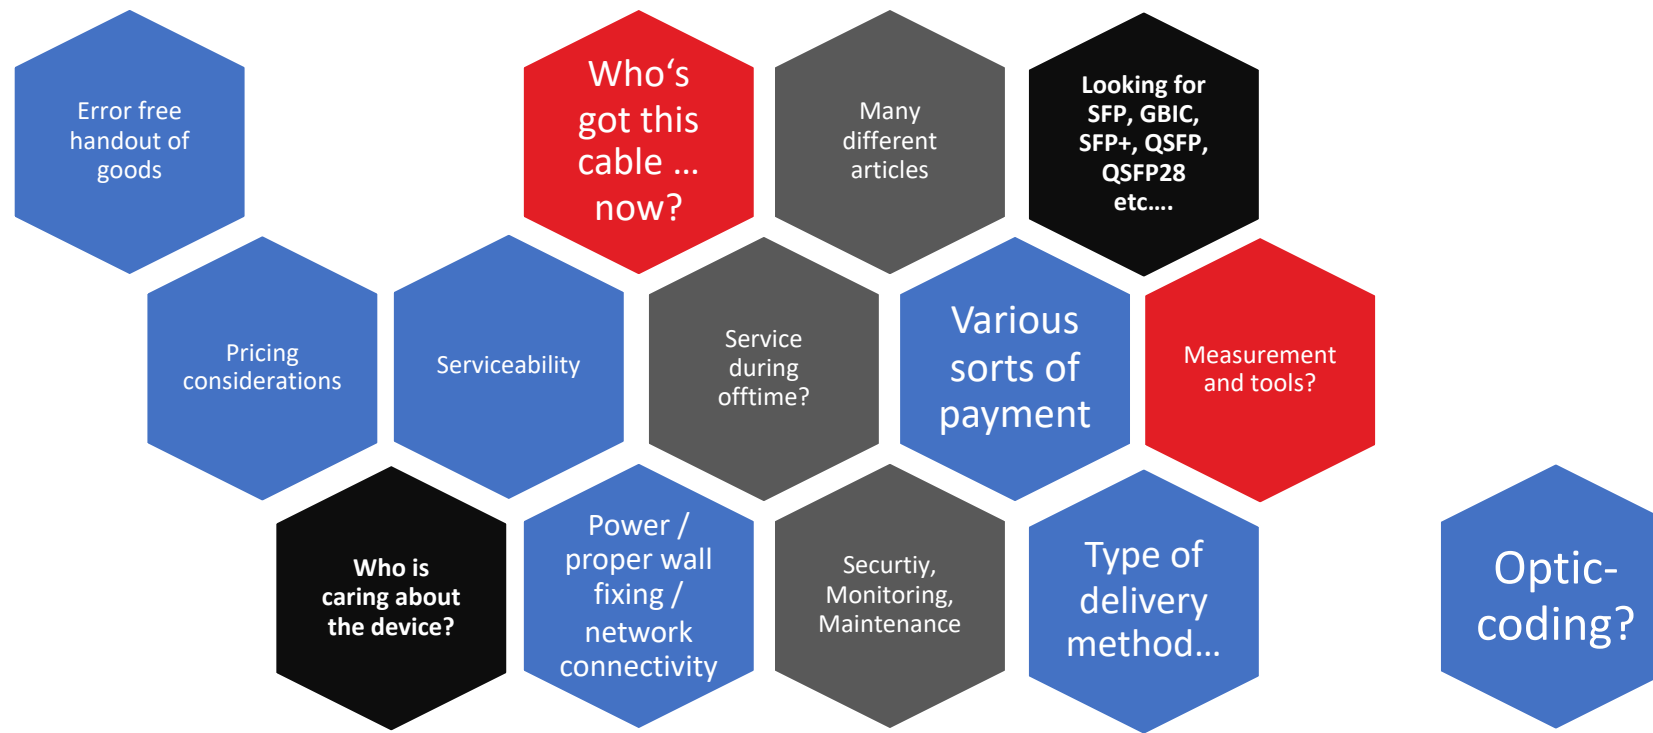 Error free
handout of
goods
Who‘s
got this
cable ...
now?
Many
different
articles
Looking for
SFP, GBIC,
SFP+, QSFP,
QSFP28
etc….
Pricing
considerations
Serviceability
Service
during
offtime?
Various
sorts of
payment
Measurement
and tools?
Who is
caring about
the device?
Power /
proper wall
fixing /
network
connectivity
Securtiy,
Monitoring,
Maintenance
Type of
delivery
method…
Optic-
coding?